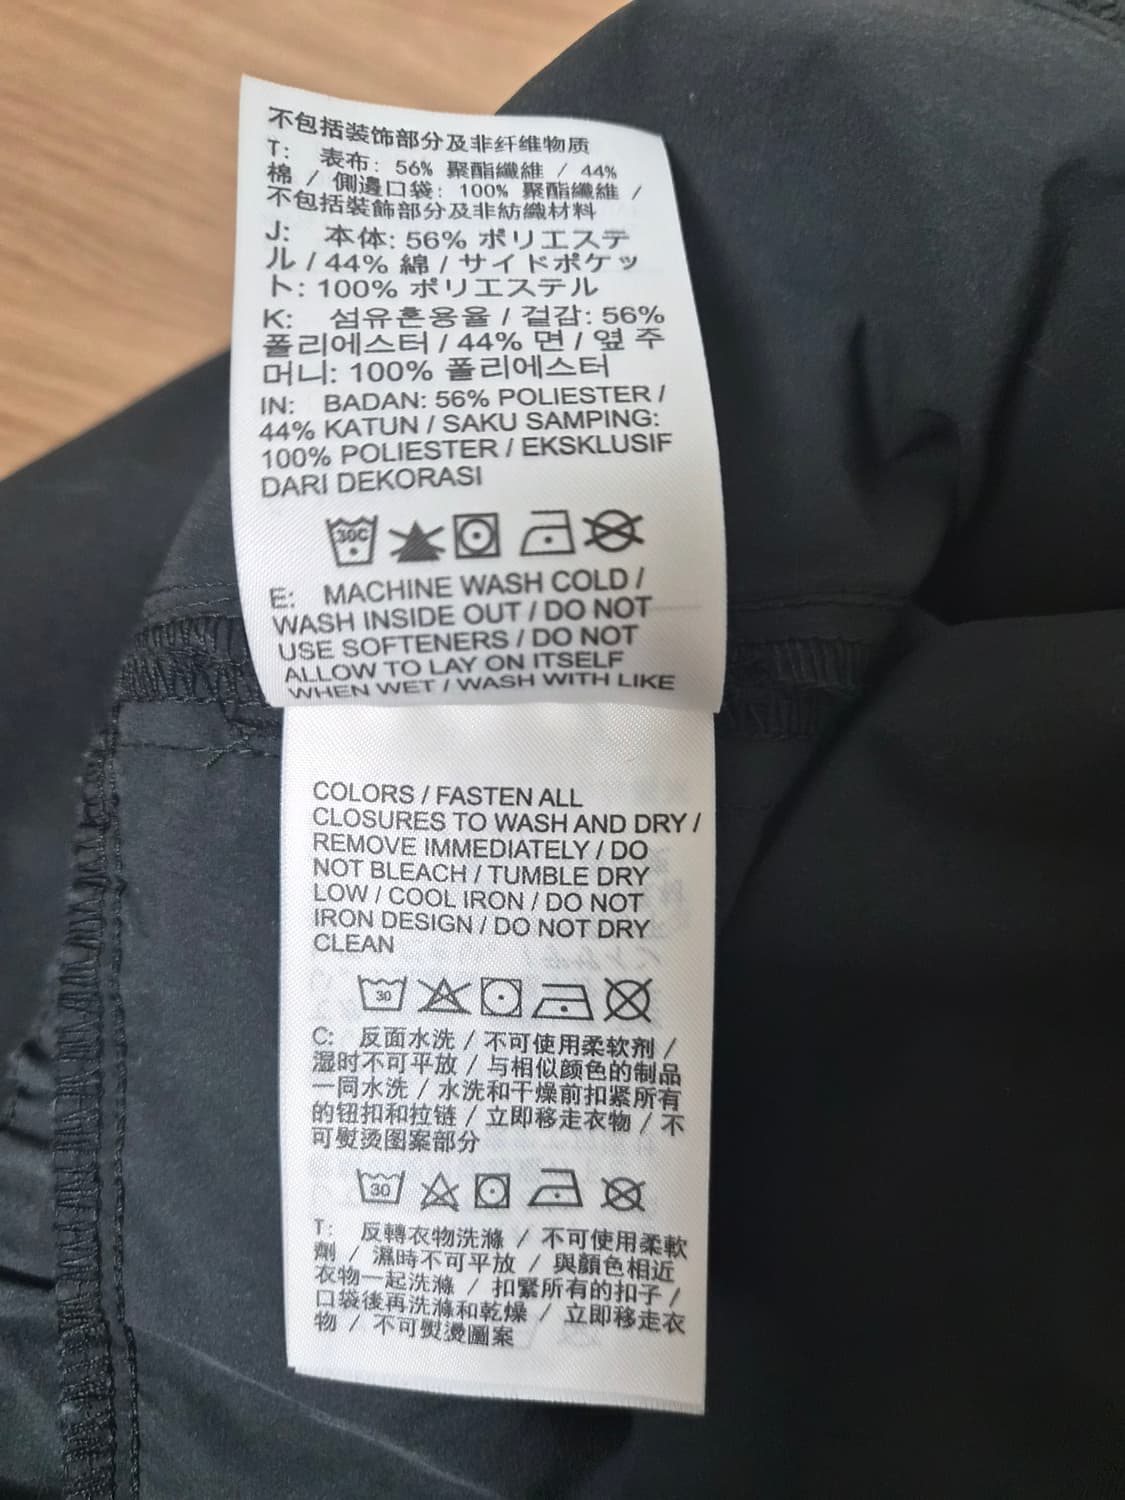 不包括装饰部分及非纤维物质
T: 表布: 56% 聚酯纖維 / 44%
棉 / 側邊口袋: 100% 聚酯纖維 /
不包括裝飾部分及非紡織材料
J: 本体: 56% ポリエステ
ル / 44% 綿 / サイドポケッ
ト: 100% ポリエステル
K: 섬유혼용율 / 겉감: 56%
폴리에스터 / 44% 면 / 옆 주
머니: 100% 폴리에스터
IN: BADAN: 56% POLIESTER /
44% KATUN / SAKU SAMPING:
100% POLIESTER / EKSKLUSIF
DARI DEKORASI
30C
E: MACHINE WASH COLD /
WASH INSIDE OUT / DO NOT
USE SOFTENERS / DO NOT
ALLOW TO LAY ON ITSELF
WHEN WET / WASH WITH LIKE
COLORS / FASTEN ALL
CLOSURES TO WASH AND DRY /
REMOVE IMMEDIATELY / DO
NOT BLEACH / TUMBLE DRY
LOW / COOL IRON / DO NOT
IRON DESIGN / DO NOT DRY
CLEAN
30
C: 反面水洗 / 不可使用柔软剂 /
湿时不可平放 / 与相似颜色的制品
一同水洗 / 水洗和干燥前扣紧所有
的钮扣和拉链 / 立即移走衣物 / 不
可熨烫图案部分
30
T: 反轉衣物洗滌 / 不可使用柔軟
劑 / 濕時不可平放 / 與顏色相近
衣物一起洗滌 / 扣緊所有的扣子 /
口袋後再洗滌和乾燥 / 立即移走衣
物 / 不可熨燙圖案